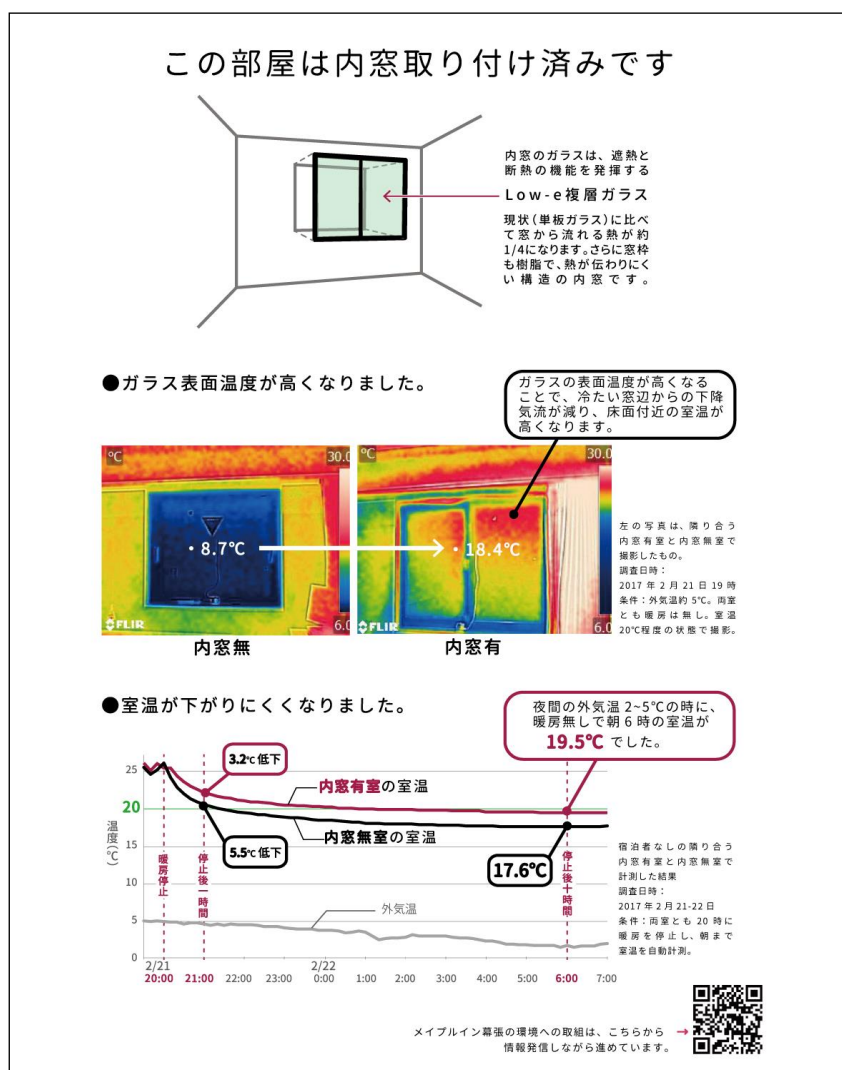 この部屋は内窓取り付け済みです
内窓のガラスは、遮熱と
断熱の機能を発揮する
Low-e複層ガラス
現状(単板ガラス)に比べ
て窓から流れる熱が約
1/4になります。さらに窓枠
も樹脂で、熱が伝わりにく
い構造の内窓です。
●ガラス表面温度が高くなりました。
ガラスの表面温度が高くなる
ことで、冷たい窓辺からの下降
気流が減り、床面付近の室温が
高くなります。
℃
30.0
・8.7℃
6.0
FLIR
内窓無
℃
30.0
・18.4℃
6.0
FLIR
内窓有
左の写真は、隣り合う
内窓有室と内窓無室で
撮影したもの。
調査日時：
2017年2月21日19時
条件：外気温約5℃。両室
とも暖房は無し。室温
20℃程度の状態で撮影。
●室温が下がりにくくなりました。
夜間の外気温2~5℃の時に、
暖房無しで朝6時の室温が
19.5℃でした。
3.2℃低下
内窓有室の室温
5.5℃低下
内窓無室の室温
17.6℃
外気温
暖房停止
停止後一時間
停止後十時間
温度(℃)
25
20
15
10
5
0
2/21
2/22
20:00 21:00 22:00 23:00 0:00 1:00 2:00 3:00 4:00 5:00 6:00 7:00
宿泊者なしの隣り合う
内窓有室と内窓無室で
計測した結果
調査日時：
2017年2月21-22日
条件：両室とも20時に
暖房を停止し、朝まで
室温を自動計測。
メイプルイン幕張の環境への取組は、こちらから →
情報発信しながら進めています。